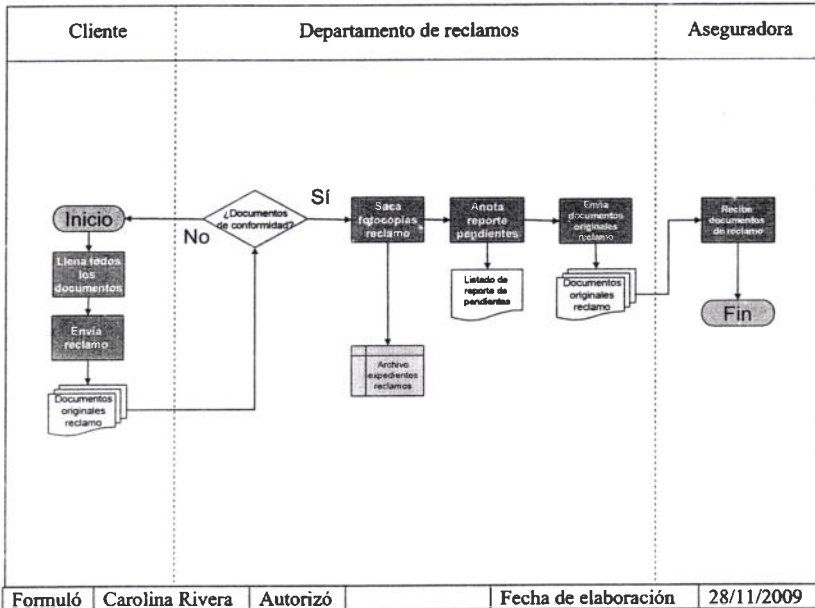 Cliente
Departamento de reclamos
Aseguradora
Inicio
Llena todos
los
documentos
Envía
reclamo
Documentos
originales
reclamo
¿Documentos
de conformidad?
No
Sí
Saca
fotocopias
reclamo
Archivo
expedientes
reclamos
Anota
reporte
pendientes
Listado de
reporte de
pendientes
Envía
documentos
originales
reclamo
Documentos
originales
reclamo
Recibe
documentos
de reclamo
Fin
Formuló
Carolina Rivera
Autorizó
Fecha de elaboración
28/11/2009